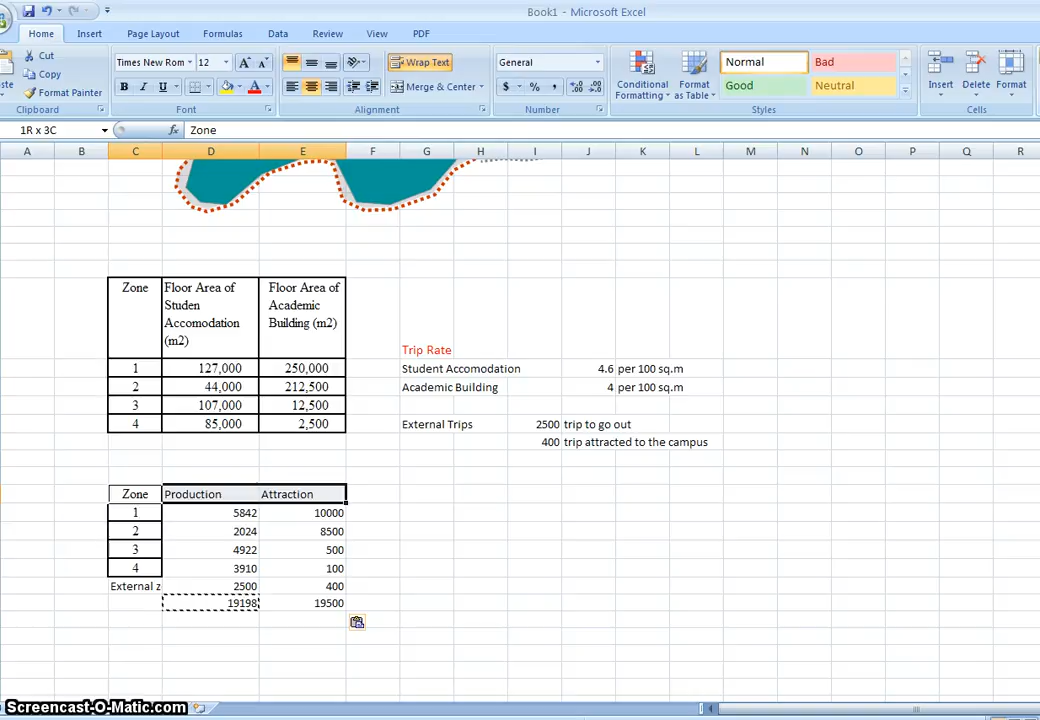 Book1 - Microsoft Excel
Home Insert Page Layout Formulas Data Review View PDF
Cut
Copy
Format Painter
Clipboard
Times New Rom 12 A A
B I U A
Font
Wrap Text
Merge & Center
Alignment
General
$ % ,
Number
Conditional Formatting
Format as Table
Normal Bad
Good Neutral
Styles
Insert Delete Format
Cells
1R x 3C fx Zone
A B C D E F G H I J K L M N O P Q R
Zone Floor Area of Studen Accomodation (m2) Floor Area of Academic Building (m2)
1 127,000 250,000
2 44,000 212,500
3 107,000 12,500
4 85,000 2,500
Trip Rate
Student Accomodation 4.6 per 100 sq.m
Academic Building 4 per 100 sq.m
External Trips 2500 trip to go out
400 trip attracted to the campus
Zone Production Attraction
1 5842 10000
2 2024 8500
3 4922 500
4 3910 100
External z 2500 400
19198 19500
Screencast-O-Matic.com